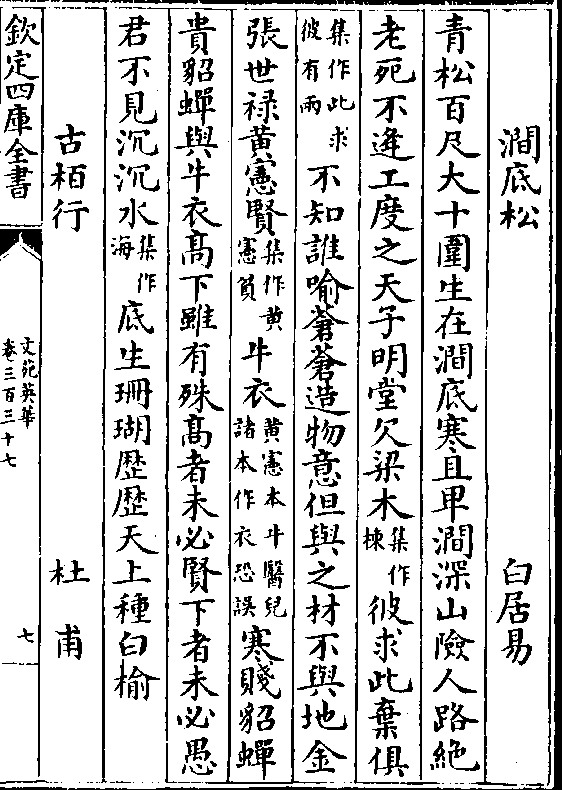 澗底松　白居易
青松百尺大十圍生在澗底寒且卑澗深山險人路絶
老死不逢工度之天子明堂欠梁木集作棟彼求此棄俱
集作此求彼有兩不知誰喻蒼蒼造物意但與之材不與地金
張世禄黄憲賢集作黄憲貧牛衣黄憲本牛醫兒諸本作衣恐誤寒賤貂蟬
貴貂蟬與牛衣髙下雖有殊髙者未必賢下者未必愚
君不見沉沉水集作海底生珊瑚歴歴天上種白榆
古栢行　杜甫
欽定四庫全書
文苑英華
卷三百三十七
七